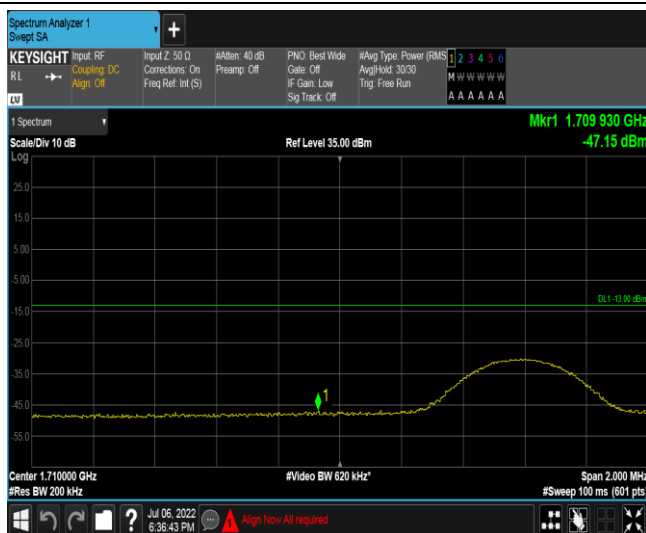 Spectrum Analyzer 1
Swept SA
+
KEYSIGHT Input: RF Input Z: 50 Ω #Atten: 40 dB PNO: Best Wide #Avg Type: Power (RMS 1 2 3 4 5 6
RL Coupling: DC Corrections: On Preamp: Off Gate: Off Avg|Hold: 30/30 M W W W W W
Align: Off Freq Ref: Int (S) IF Gain: Low Trig: Free Run
LXI Sig Track: Off A A A A A A
1 Spectrum Mkr1 1.709 930 GHz
Scale/Div 10 dB Ref Level 35.00 dBm -47.15 dBm
Log
25.0
15.0
5.00
-5.00
DL1 -13.00 dBm
-15.0
-25.0
-35.0
1
-45.0
-55.0
Center 1.710000 GHz #Video BW 620 kHz* Span 2.000 MHz
#Res BW 200 kHz #Sweep 100 ms (601 pts)
? Jul 06, 2022
6:36:43 PM Align Now All required